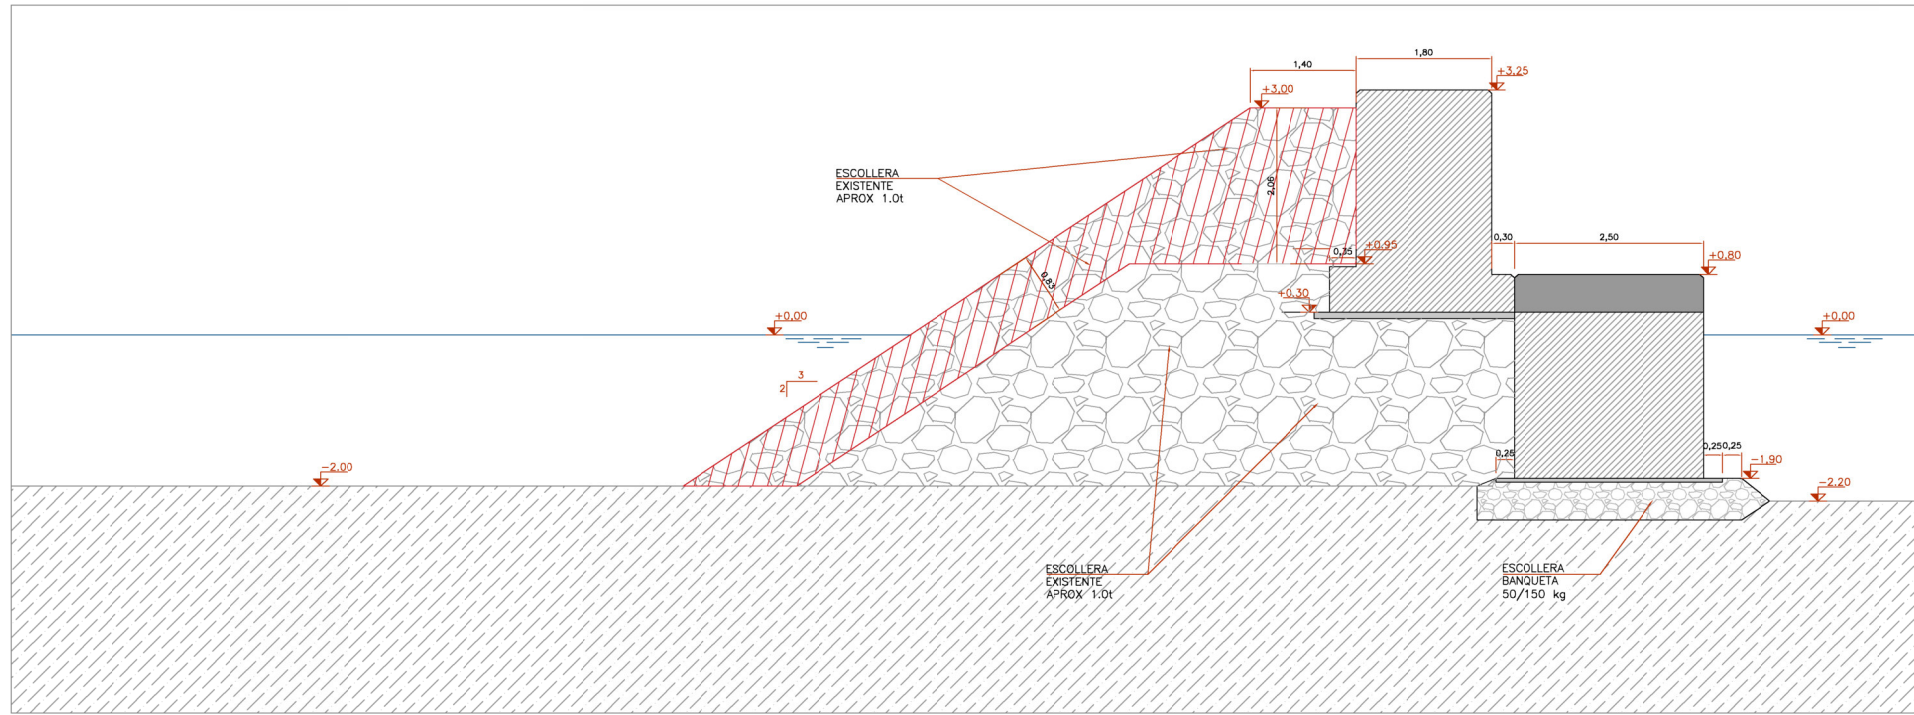 1,80
1,40
+3.25
+3.00
ESCOLLERA
EXISTENTE
APROX 1.0t
2,06
0,30
2,50
0,35
+0.95
+0.80
0,83
+0.30
+0.00
+0.00
3
2
0,25
0,25
0,25
-1.90
-2.00
-2.20
ESCOLLERA
EXISTENTE
APROX 1.0t
ESCOLLERA
BANQUETA
50/150 kg